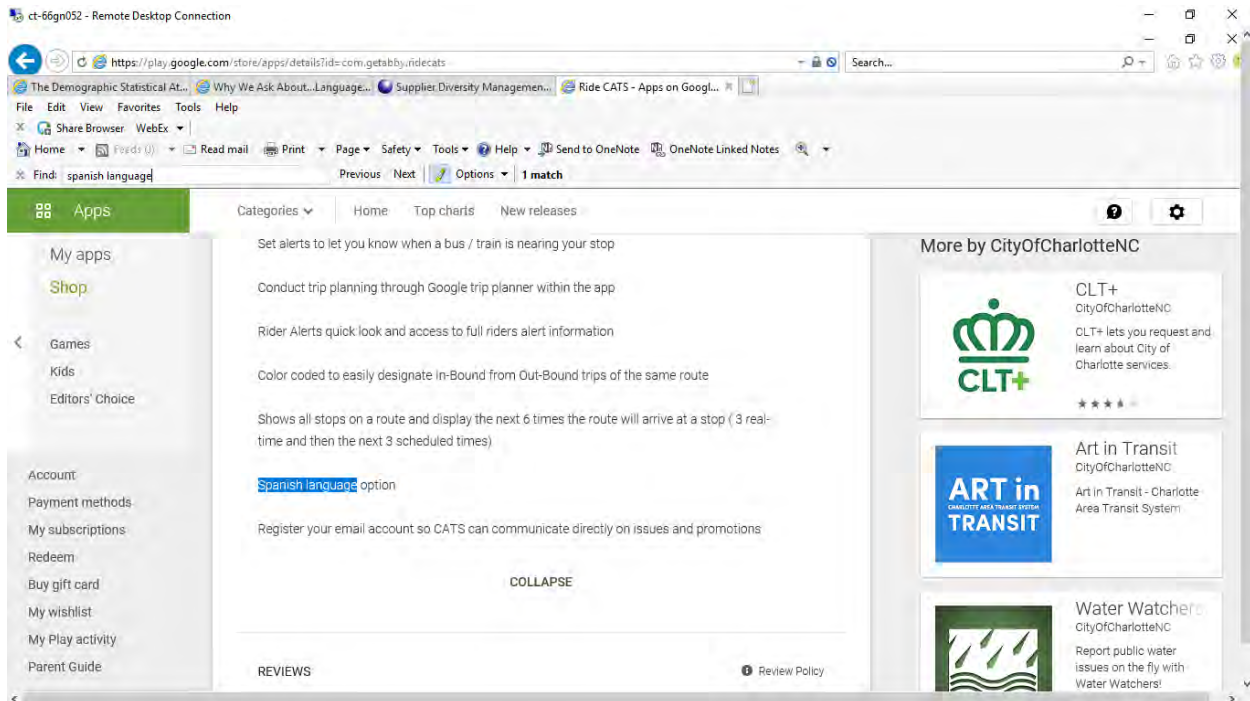 ct-66gn052 - Remote Desktop Connection
https://play.google.com/store/apps/details?id=com.getabby.ridecats
Search...
The Demographic Statistical At...
Why We Ask About...Language...
Supplier Diversity Managemen...
Ride CATS - Apps on Googl...
File Edit View Favorites Tools Help
Share Browser WebEx
Home Feeds (J) Read mail Print Page Safety Tools Help Send to OneNote OneNote Linked Notes
Find: spanish language Previous Next Options 1 match
Apps Categories Home Top charts New releases
My apps
Shop
Games
Kids
Editors' Choice
Account
Payment methods
My subscriptions
Redeem
Buy gift card
My wishlist
My Play activity
Parent Guide
Set alerts to let you know when a bus / train is nearing your stop
Conduct trip planning through Google trip planner within the app
Rider Alerts quick look and access to full riders alert information
Color coded to easily designate In-Bound from Out-Bound trips of the same route
Shows all stops on a route and display the next 6 times the route will arrive at a stop ( 3 real-
time and then the next 3 scheduled times)
Spanish language option
Register your email account so CATS can communicate directly on issues and promotions
COLLAPSE
REVIEWS
Review Policy
More by CityOfCharlotteNC
CLT+
CLT+
CityOfCharlotteNC
CLT+ lets you request and
learn about City of
Charlotte services.
ART in
CHARLOTTE AREA TRANSIT SYSTEM
TRANSIT
Art in Transit
CityOfCharlotteNC
Art in Transit - Charlotte
Area Transit System
Water Watchers
CityOfCharlotteNC
Report public water
issues on the fly with
Water Watchers!